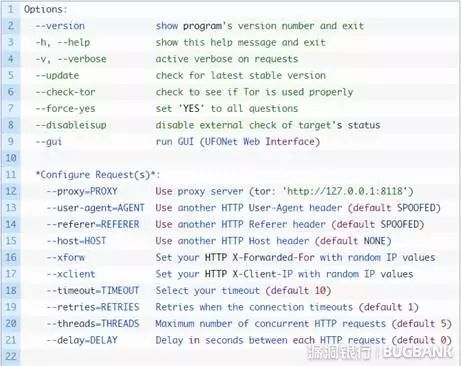 1 Options:
2 --version show program's version number and exit
3 -h, --help show this help message and exit
4 -v, --verbose active verbose on requests
5 --update check for latest stable version
6 --check-tor check to see if Tor is used properly
7 --force-yes set 'YES' to all questions
8 --disableisup disable external check of target's status
9 --gui run GUI (UFONet Web Interface)
10
11 *Configure Request(s)*:
12 --proxy=PROXY Use proxy server (tor: 'http://127.0.0.1:8118')
13 --user-agent=AGENT Use another HTTP User-Agent header (default SPOOFED)
14 --referer=REFERER Use another HTTP Referer header (default SPOOFED)
15 --host=HOST Use another HTTP Host header (default NONE)
16 --xforw Set your HTTP X-Forwarded-For with random IP values
17 --xclient Set your HTTP X-Client-IP with random IP values
18 --timeout=TIMEOUT Select your timeout (default 10)
19 --retries=RETRIES Retries when the connection timeouts (default 1)
20 --threads=THREADS Maximum number of concurrent HTTP requests (default 5)
21 --delay=DELAY Delay in seconds between each HTTP request (default 0)
22
漏洞银行 | BUGBANK